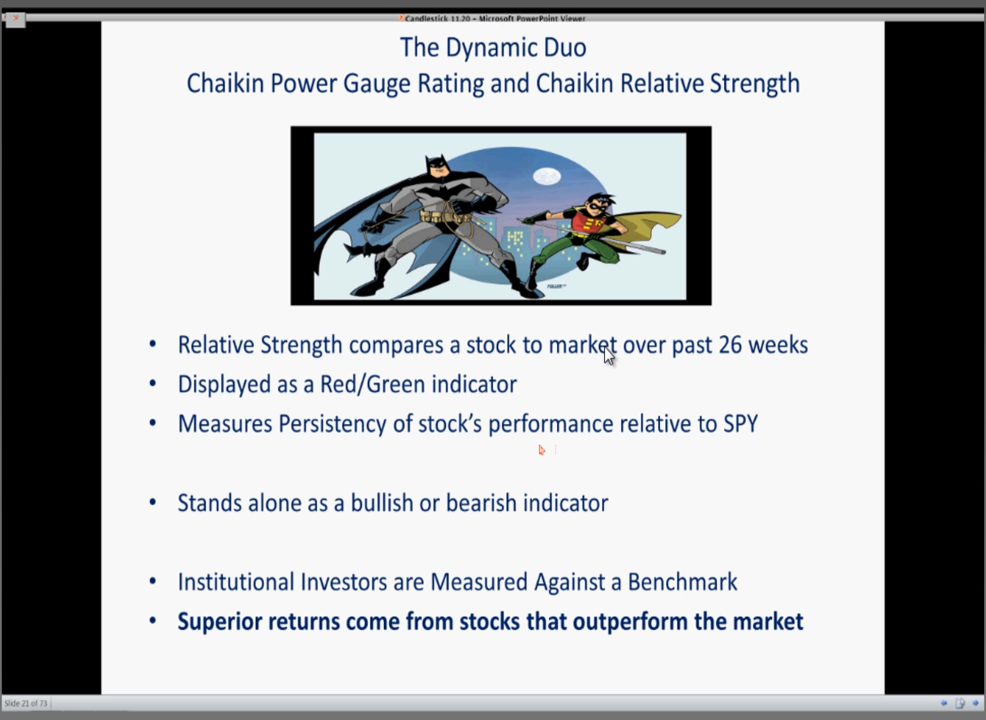 Candlestick 11.20 - Microsoft PowerPoint Viewer
The Dynamic Duo
Chaikin Power Gauge Rating and Chaikin Relative Strength
FULLER
• Relative Strength compares a stock to market over past 26 weeks
• Displayed as a Red/Green indicator
• Measures Persistency of stock's performance relative to SPY
• Stands alone as a bullish or bearish indicator
• Institutional Investors are Measured Against a Benchmark
• Superior returns come from stocks that outperform the market
Slide 21 of 73